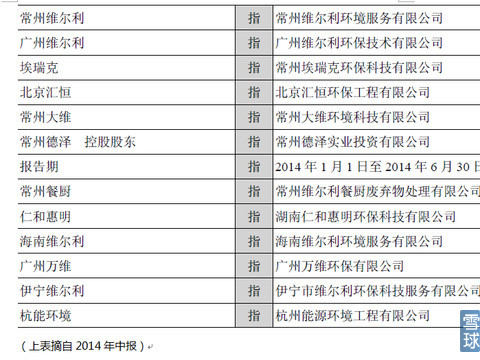 常州维尔利 指 常州维尔利环境服务有限公司
广州维尔利 指 广州维尔利环保技术有限公司
埃瑞克 指 常州埃瑞克环保科技有限公司
北京汇恒 指 北京汇恒环保工程有限公司
常州大维 指 常州大维环境科技有限公司
常州德泽 控股股东 指 常州德泽实业投资有限公司
报告期 指 2014 年 1 月 1 日至 2014 年 6 月 30 日
常州餐厨 指 常州维尔利餐厨废弃物处理有限公司
仁和惠明 指 湖南仁和惠明环保科技有限公司
海南维尔利 指 海南维尔利环境服务有限公司
广州万维 指 广州万维环保有限公司
伊宁维尔利 指 伊宁市维尔利环保科技服务有限公司
杭能环境 指 杭州能源环境工程有限公司
（上表摘自 2014 年中报）
雪球